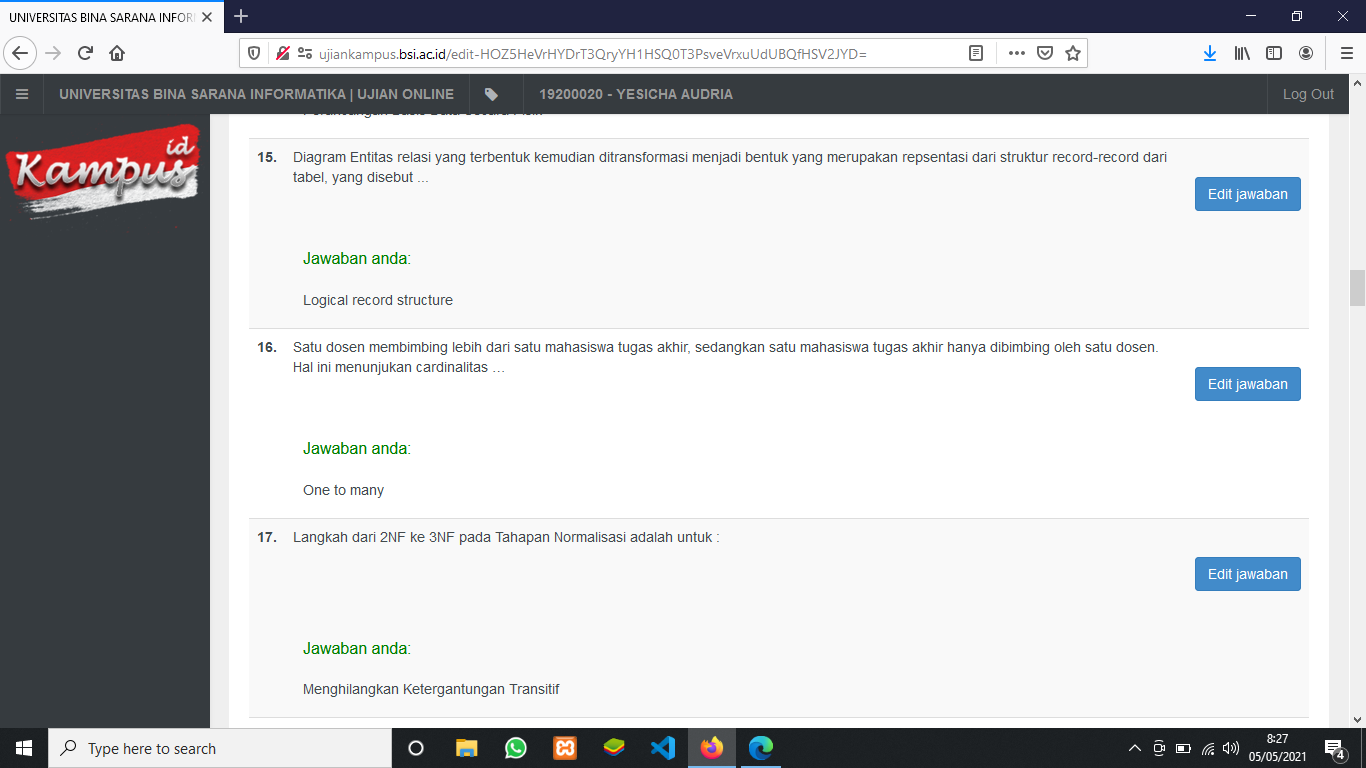 UNIVERSITAS BINA SARANA INFOR
ujiankampus.bsi.ac.id/edit-HOZ5HeVrHYDrT3QryYH1HSQ0T3PsveVrxuUdUBQfHSV2JYD=
UNIVERSITAS BINA SARANA INFORMATIKA | UJIAN ONLINE
19200020 - YESICHA AUDRIA
Log Out
Kampus id
15. Diagram Entitas relasi yang terbentuk kemudian ditransformasi menjadi bentuk yang merupakan repsentasi dari struktur record-record dari
tabel, yang disebut ...
Edit jawaban
Jawaban anda:
Logical record structure
16. Satu dosen membimbing lebih dari satu mahasiswa tugas akhir, sedangkan satu mahasiswa tugas akhir hanya dibimbing oleh satu dosen.
Hal ini menunjukan cardinalitas …
Edit jawaban
Jawaban anda:
One to many
17. Langkah dari 2NF ke 3NF pada Tahapan Normalisasi adalah untuk :
Edit jawaban
Jawaban anda:
Menghilangkan Ketergantungan Transitif
Type here to search
8:27
05/05/2021
4